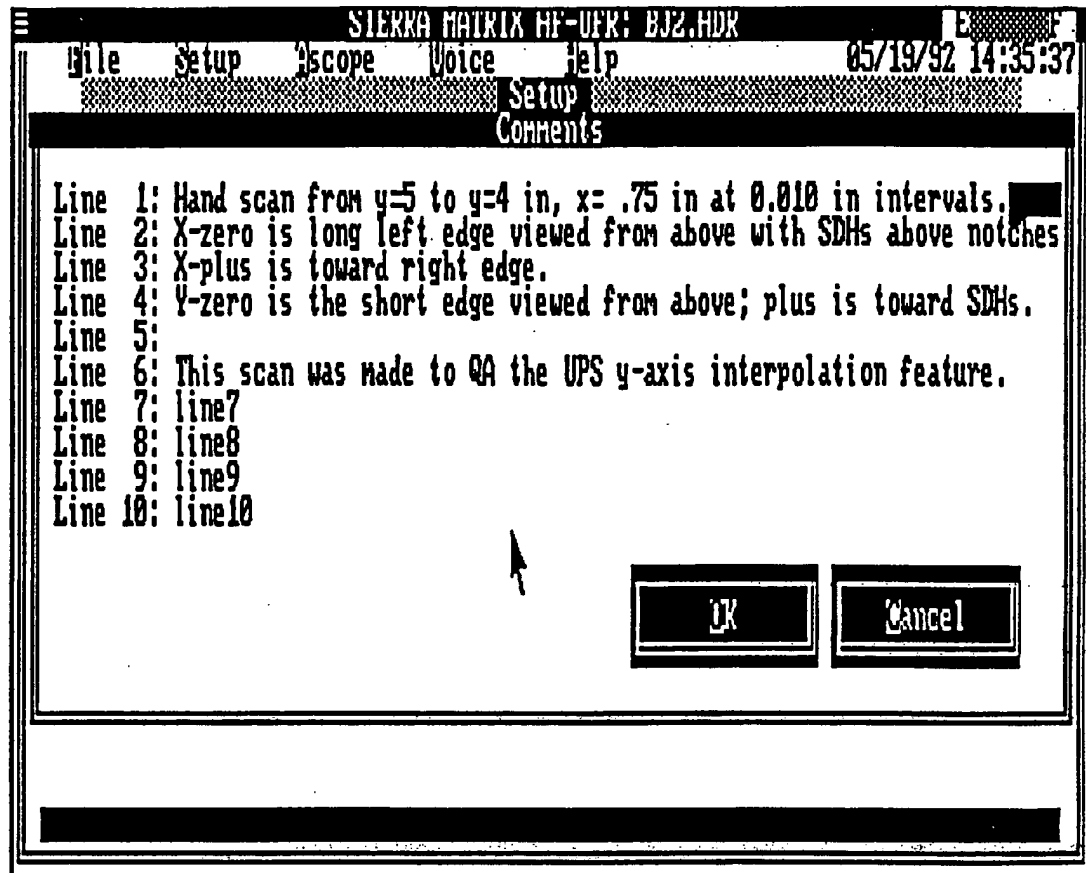 SIERRA MATRIX HF-UFR: BJ2.HDR
File Setup Ascope Voice Help 05/19/92 14:35:37
Setup
Comments
Line 1: Hand scan from y=5 to y=4 in, x= .75 in at 0.010 in intervals.
Line 2: X-zero is long left edge viewed from above with SDHs above notches
Line 3: X-plus is toward right edge.
Line 4: Y-zero is the short edge viewed from above; plus is toward SDHs.
Line 5:
Line 6: This scan was made to QA the UPS y-axis interpolation feature.
Line 7: line7
Line 8: line8
Line 9: line9
Line 10: line10
OK Cancel